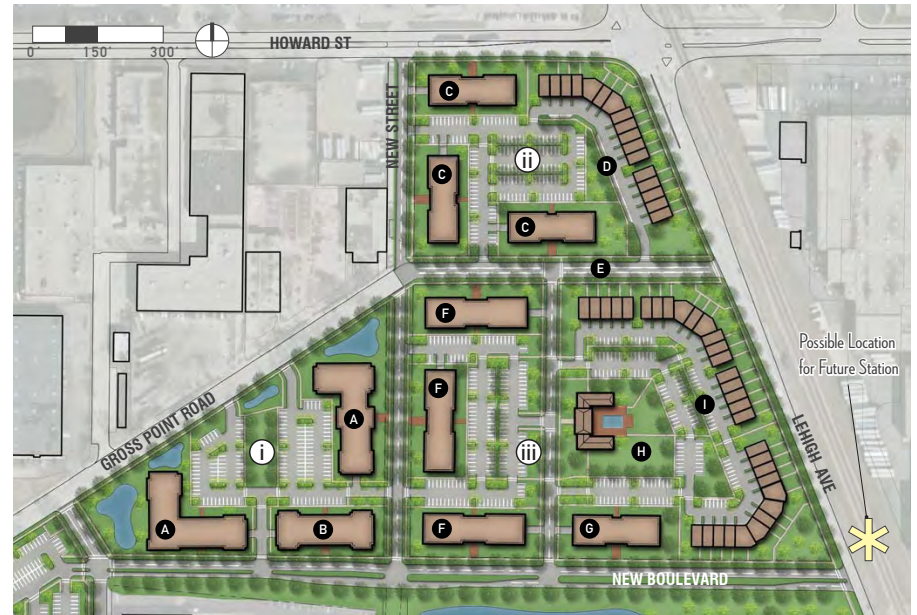 HOWARD ST
0 150' 300'
NEW STREET
C
C
ii
D
C
E
F
Possible Location
for Future Station
A
F
I
GROSS POINT ROAD
LEHIGH AVE
i
iii
H
A
B
F
G
NEW BOULEVARD